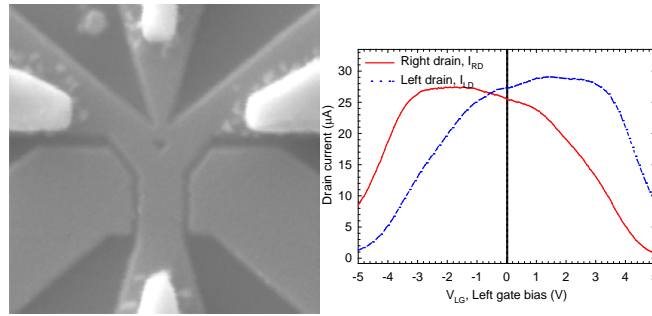 Right drain, I_RD
Left drain, I_LD
Drain current (µA)
30
25
20
15
10
5
0
-5 -4 -3 -2 -1 0 1 2 3 4 5
V_LG, Left gate bias (V)